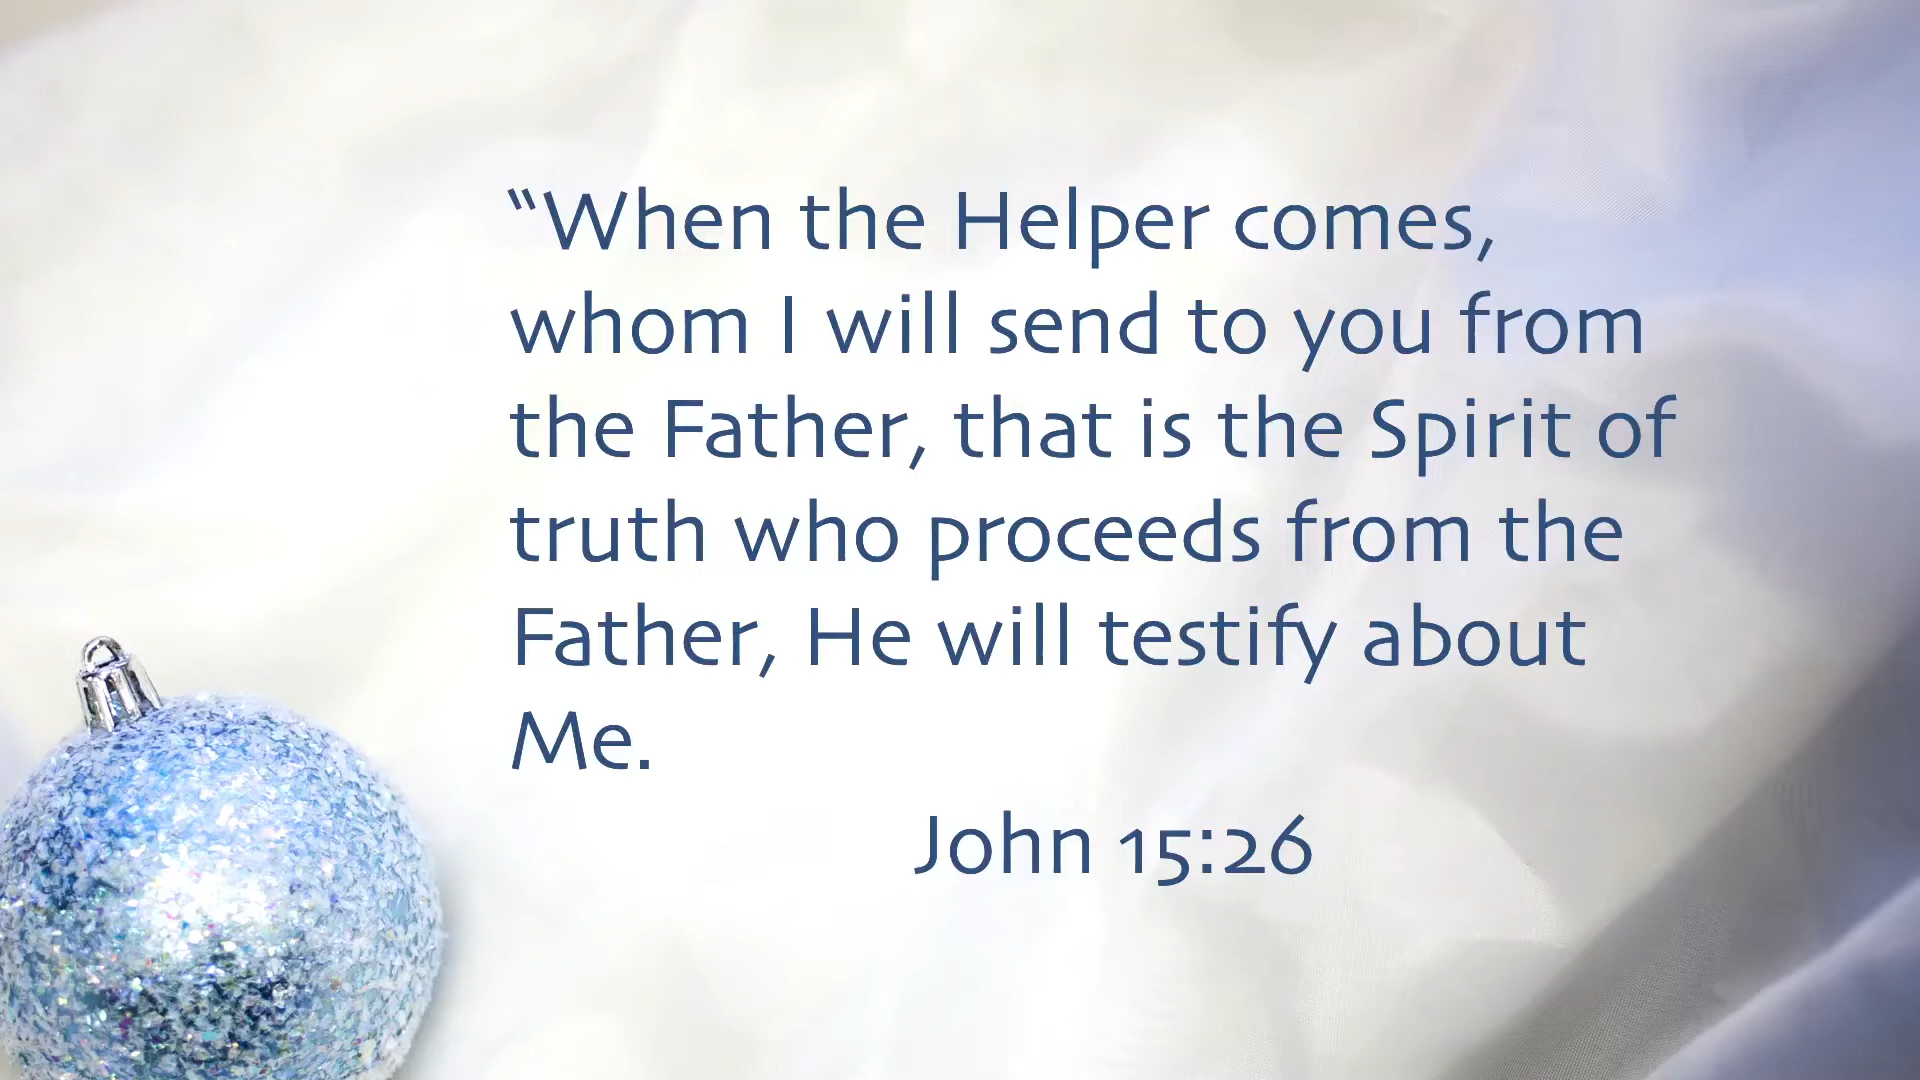 “When the Helper comes,
whom I will send to you from
the Father, that is the Spirit of
truth who proceeds from the
Father, He will testify about
Me.
John 15:26